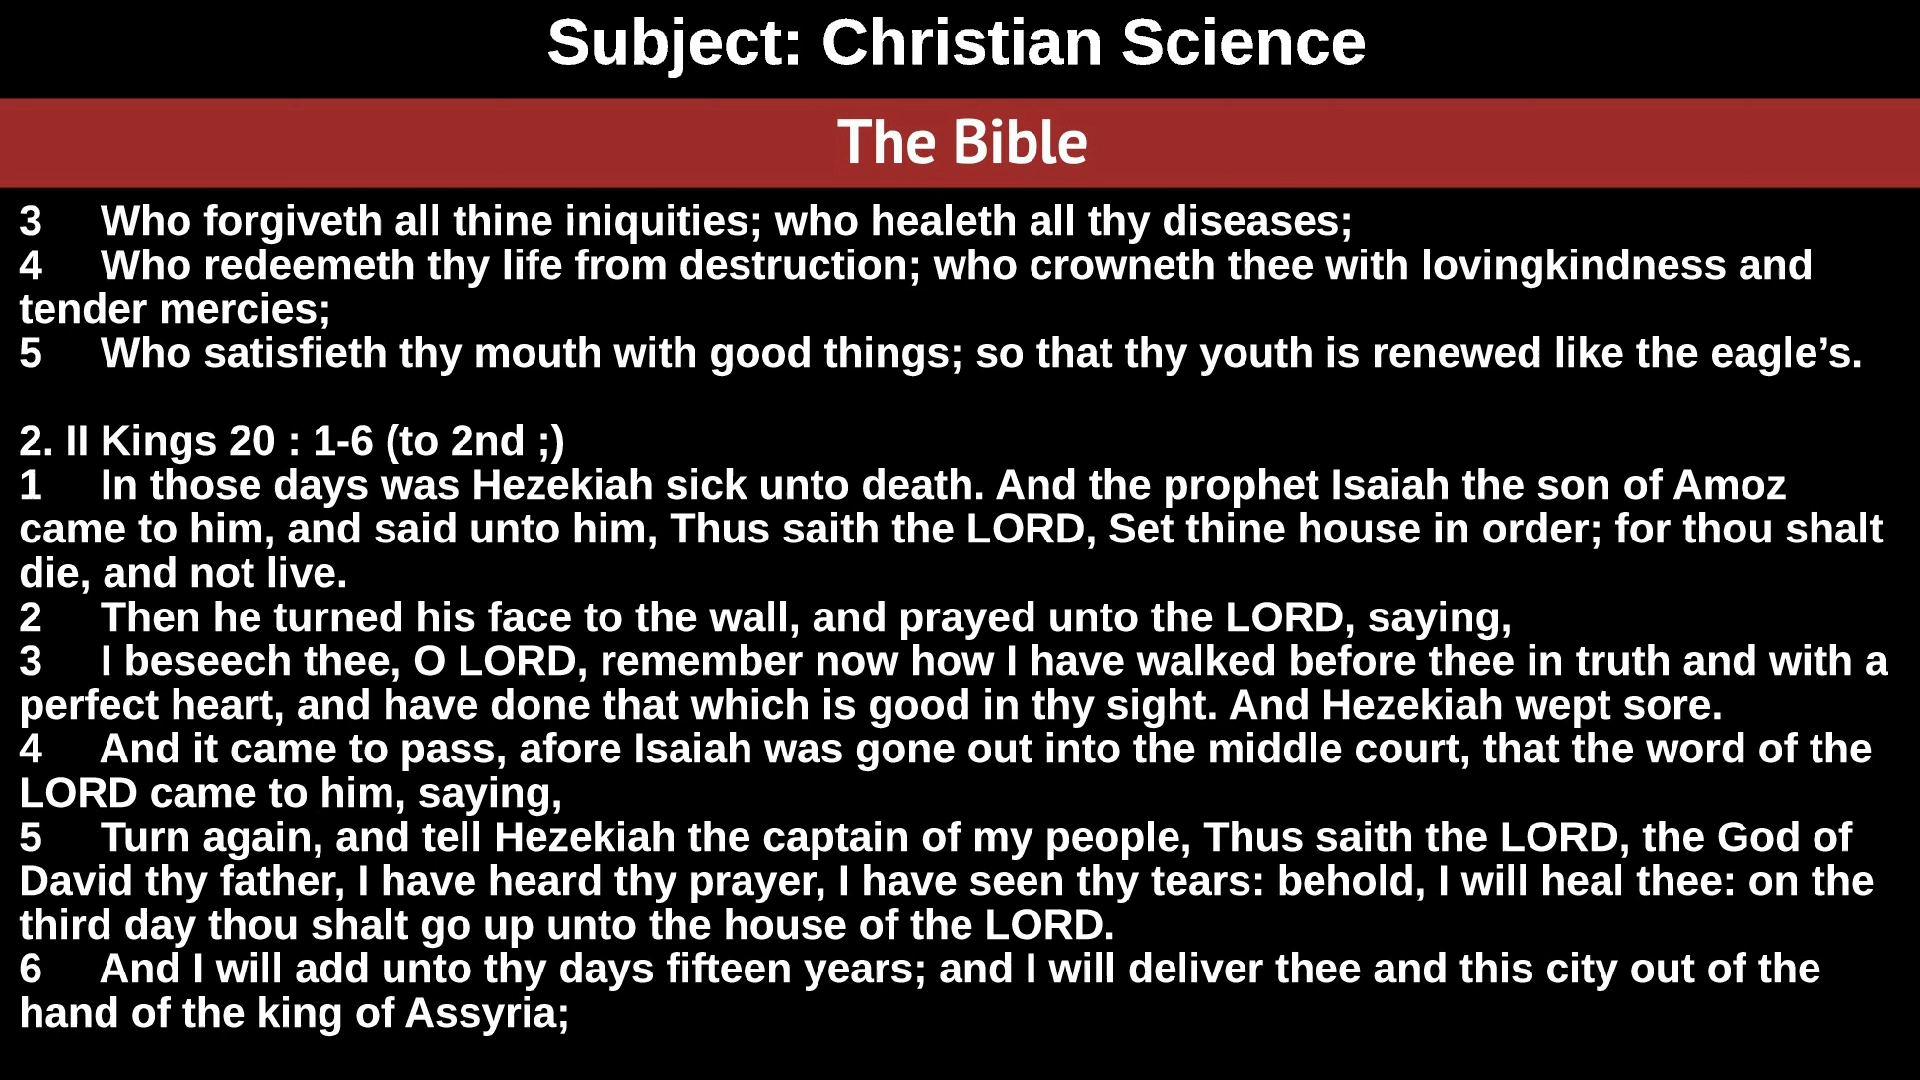 Subject: Christian Science
The Bible
3 Who forgiveth all thine iniquities; who healeth all thy diseases;
4 Who redeemeth thy life from destruction; who crowneth thee with lovingkindness and
tender mercies;
5 Who satisfieth thy mouth with good things; so that thy youth is renewed like the eagle’s.
2. II Kings 20 : 1-6 (to 2nd ;)
1 In those days was Hezekiah sick unto death. And the prophet Isaiah the son of Amoz
came to him, and said unto him, Thus saith the LORD, Set thine house in order; for thou shalt
die, and not live.
2 Then he turned his face to the wall, and prayed unto the LORD, saying,
3 I beseech thee, O LORD, remember now how I have walked before thee in truth and with a
perfect heart, and have done that which is good in thy sight. And Hezekiah wept sore.
4 And it came to pass, afore Isaiah was gone out into the middle court, that the word of the
LORD came to him, saying,
5 Turn again, and tell Hezekiah the captain of my people, Thus saith the LORD, the God of
David thy father, I have heard thy prayer, I have seen thy tears: behold, I will heal thee: on the
third day thou shalt go up unto the house of the LORD.
6 And I will add unto thy days fifteen years; and I will deliver thee and this city out of the
hand of the king of Assyria;